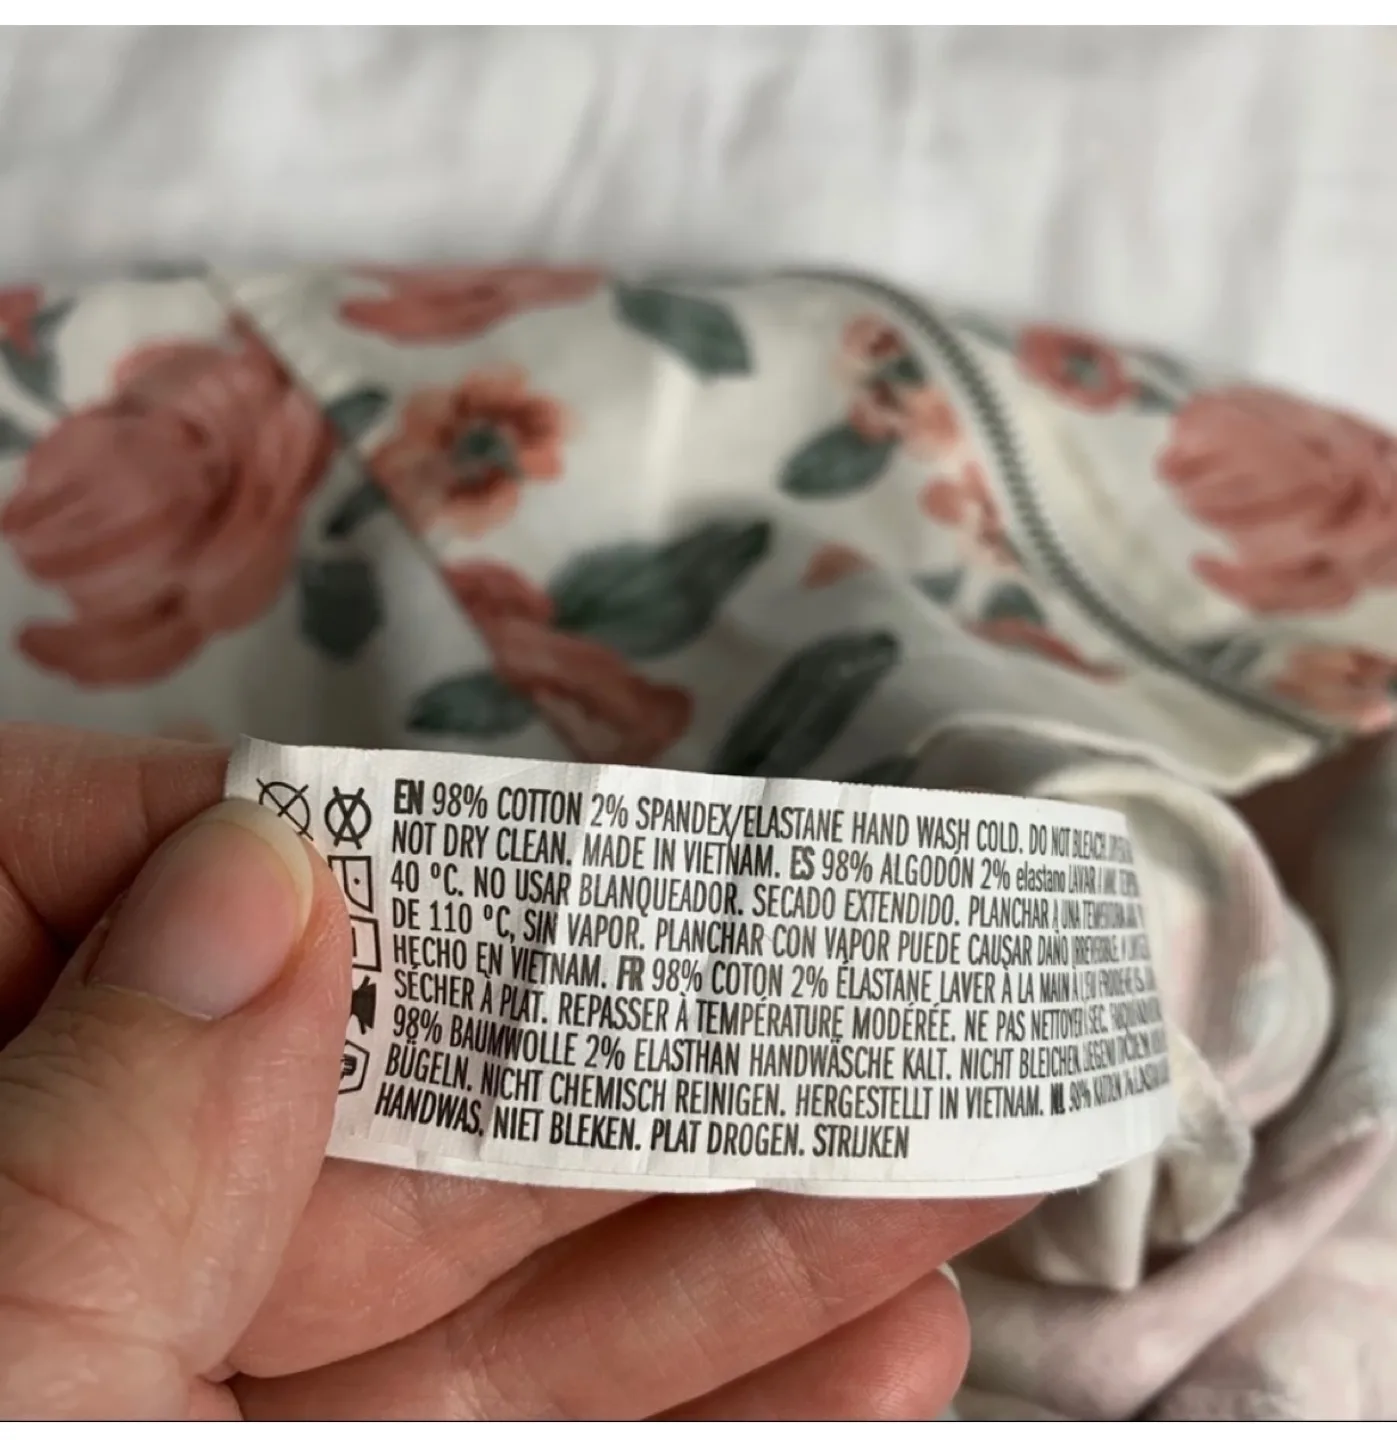 EN 98% COTTON 2% SPANDEX/ELASTANE HAND WASH COLD. DO NOT BLEACH.
NOT DRY CLEAN. MADE IN VIETNAM. ES 98% ALGODÓN 2% elastano LAVAR A
40 °C. NO USAR BLANQUEADOR. SECADO EXTENDIDO. PLANCHAR A UNA
DE 110 °C, SIN VAPOR. PLANCHAR CON VAPOR PUEDE CAUSAR DAÑO
HECHO EN VIETNAM. FR 98% COTON 2% ÉLASTANE LAVER À LA MAIN À
SÉCHER À PLAT. REPASSER À TEMPÉRATURE MODÉRÉE. NE PAS NETTOYER
98% BAUMWOLLE 2% ELASTHAN HANDWÄSCHE KALT. NICHT BLEICHEN.
BÜGELN. NICHT CHEMISCH REINIGEN. HERGESTELLT IN VIETNAM. NL 98%
HANDWAS. NIET BLEKEN. PLAT DROGEN. STRIJKEN